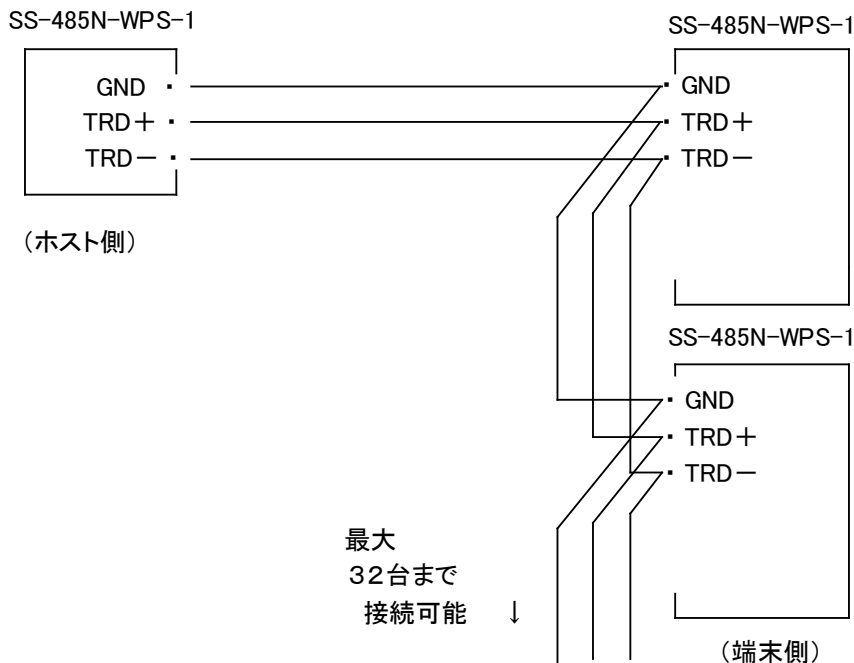 SS-485N-WPS-1
GND
TRD＋
TRD－
（ホスト側）
SS-485N-WPS-1
GND
TRD＋
TRD－
SS-485N-WPS-1
GND
TRD＋
TRD－
最大
３２台まで
接続可能 ↓
（端末側）